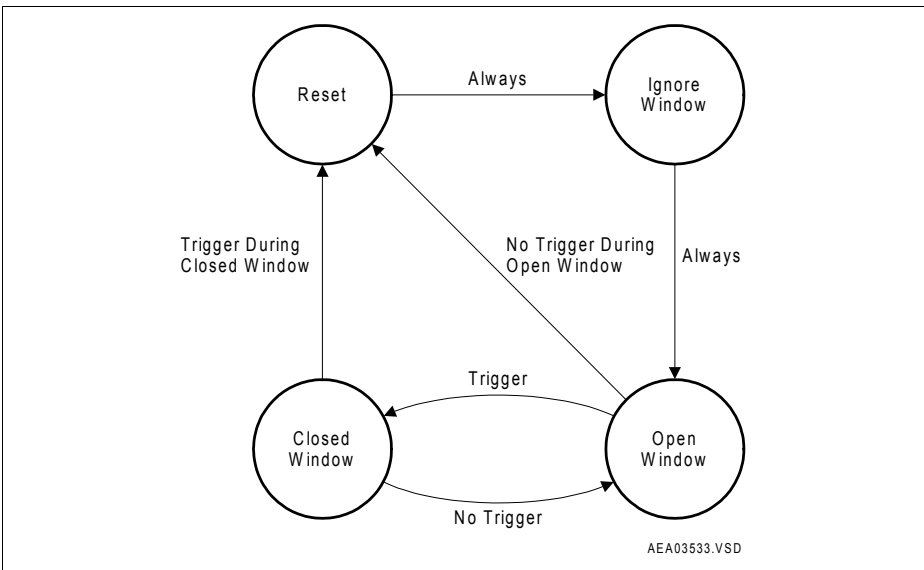 Reset
Always
Ignore
Window
Trigger During
Closed Window
No Trigger During
Open Window
Always
Trigger
Closed
Window
Open
Window
No Trigger
AEA03533.VSD